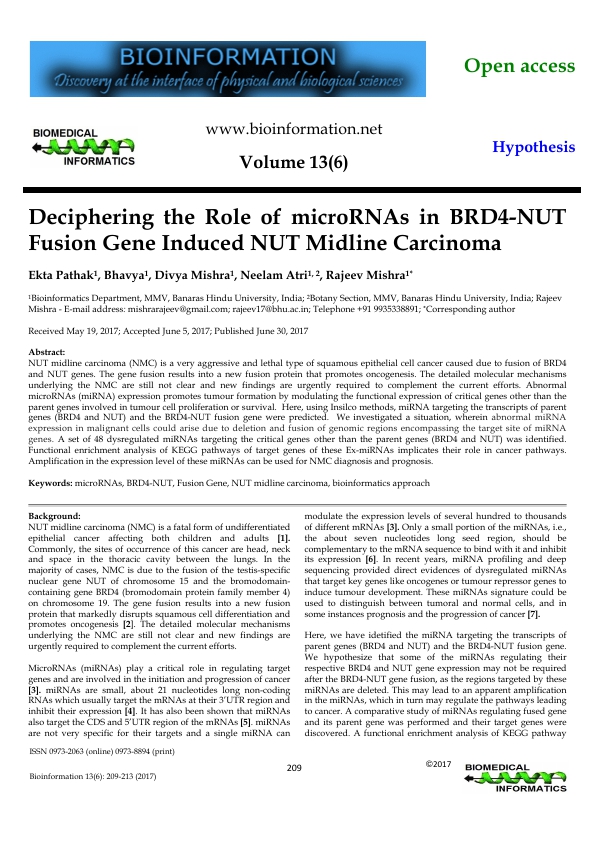 BIOINFORMATION
Discovery at the interface of physical and biological sciences
Open access
www.bioinformation.net
BIOMEDICAL
INFORMATICS
Volume 13(6)
Hypothesis
Deciphering the Role of microRNAs in BRD4-NUT
Fusion Gene Induced NUT Midline Carcinoma
Ekta Pathak¹, Bhavya¹, Divya Mishra¹, Neelam Atri¹, ², Rajeev Mishra¹*
¹Bioinformatics Department, MMV, Banaras Hindu University, India; ²Botany Section, MMV, Banaras Hindu University, India; Rajeev
Mishra - E-mail address: mishrarajeev@gmail.com; rajeev17@bhu.ac.in; Telephone +91 9935338891; *Corresponding author
Received May 19, 2017; Accepted June 5, 2017; Published June 30, 2017
Abstract:
NUT midline carcinoma (NMC) is a very aggressive and lethal type of squamous epithelial cell cancer caused due to fusion of BRD4
and NUT genes. The gene fusion results into a new fusion protein that promotes oncogenesis. The detailed molecular mechanisms
underlying the NMC are still not clear and new findings are urgently required to complement the current efforts. Abnormal
microRNAs (miRNA) expression promotes tumour formation by modulating the functional expression of critical genes other than the
parent genes involved in tumour cell proliferation or survival. Here, using Insilco methods, miRNA targeting the transcripts of parent
genes (BRD4 and NUT) and the BRD4-NUT fusion gene were predicted. We investigated a situation, wherein abnormal miRNA
expression in malignant cells could arise due to deletion and fusion of genomic regions encompassing the target site of miRNA
genes. A set of 48 dysregulated miRNAs targeting the critical genes other than the parent genes (BRD4 and NUT) was identified.
Functional enrichment analysis of KEGG pathways of target genes of these Ex-miRNAs implicates their role in cancer pathways.
Amplification in the expression level of these miRNAs can be used for NMC diagnosis and prognosis.
Keywords: microRNAs, BRD4-NUT, Fusion Gene, NUT midline carcinoma, bioinformatics approach
Background:
NUT midline carcinoma (NMC) is a fatal form of undifferentiated
epithelial cancer affecting both children and adults [1].
Commonly, the sites of occurrence of this cancer are head, neck
and space in the thoracic cavity between the lungs. In the
majority of cases, NMC is due to the fusion of the testis-specific
nuclear gene NUT of chromosome 15 and the bromodomain-
containing gene BRD4 (bromodomain protein family member 4)
on chromosome 19. The gene fusion results into a new fusion
protein that markedly disrupts squamous cell differentiation and
promotes oncogenesis [2]. The detailed molecular mechanisms
underlying the NMC are still not clear and new findings are
urgently required to complement the current efforts.
MicroRNAs (miRNAs) play a critical role in regulating target
genes and are involved in the initiation and progression of cancer
[3]. miRNAs are small, about 21 nucleotides long non-coding
RNAs which usually target the mRNAs at their 3'UTR region and
inhibit their expression [4]. It has also been shown that miRNAs
also target the CDS and 5'UTR region of the mRNAs [5]. miRNAs
are not very specific for their targets and a single miRNA can
modulate the expression levels of several hundred to thousands
of different mRNAs [3]. Only a small portion of the miRNAs, i.e.,
the about seven nucleotides long seed region, should be
complementary to the mRNA sequence to bind with it and inhibit
its expression [6]. In recent years, miRNA profiling and deep
sequencing provided direct evidences of dysregulated miRNAs
that target key genes like oncogenes or tumour repressor genes to
induce tumour development. These miRNAs signature could be
used to distinguish between tumoral and normal cells, and in
some instances prognosis and the progression of cancer [7].
Here, we have idetified the miRNA targeting the transcripts of
parent genes (BRD4 and NUT) and the BRD4-NUT fusion gene.
We hypothesize that some of the miRNAs regulating their
respective BRD4 and NUT gene expression may not be required
after the BRD4-NUT gene fusion, as the regions targeted by these
miRNAs are deleted. This may lead to an apparent amplification
in the miRNAs, which in turn may regulate the pathways leading
to cancer. A comparative study of miRNAs regulating fused gene
and its parent gene was performed and their target genes were
discovered. A functional enrichment analysis of KEGG pathway
ISSN 0973-2063 (online) 0973-8894 (print)
Bioinformation 13(6): 209-213 (2017)
209
©2017
BIOMEDICAL
INFORMATICS